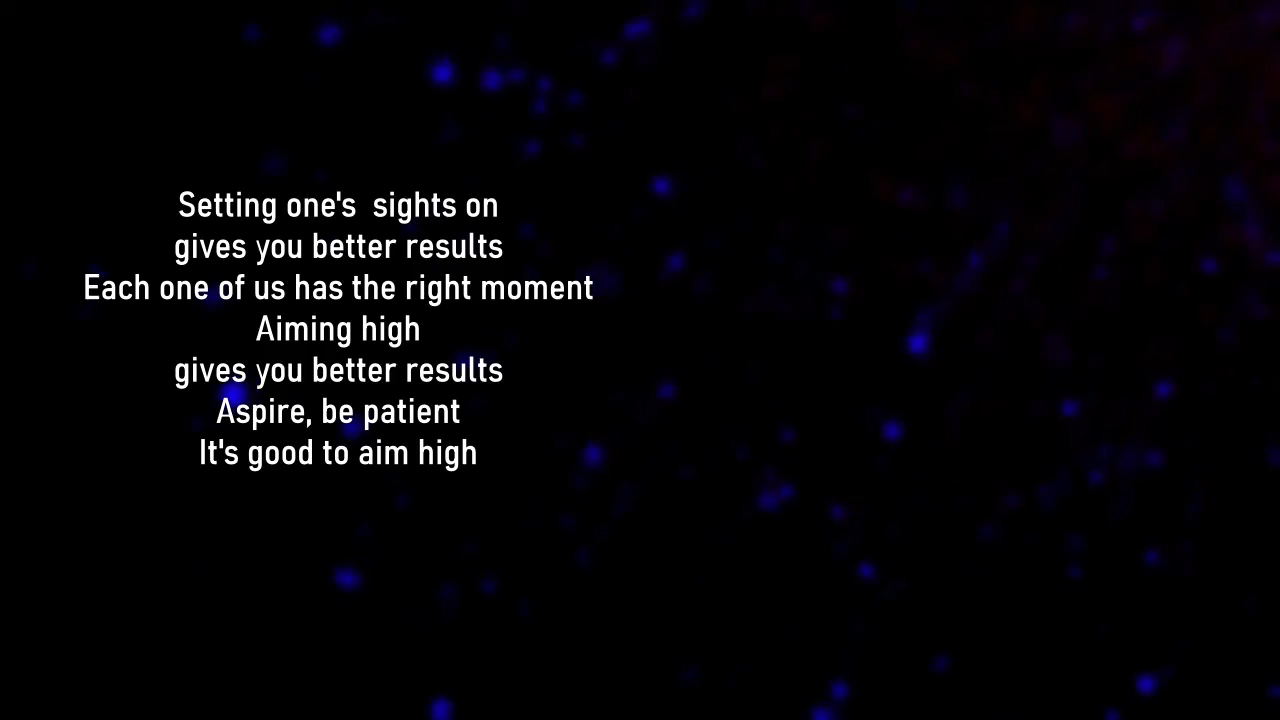 Setting one's  sights on
gives you better results
Each one of us has the right moment
Aiming high
gives you better results
Aspire, be patient
It's good to aim high